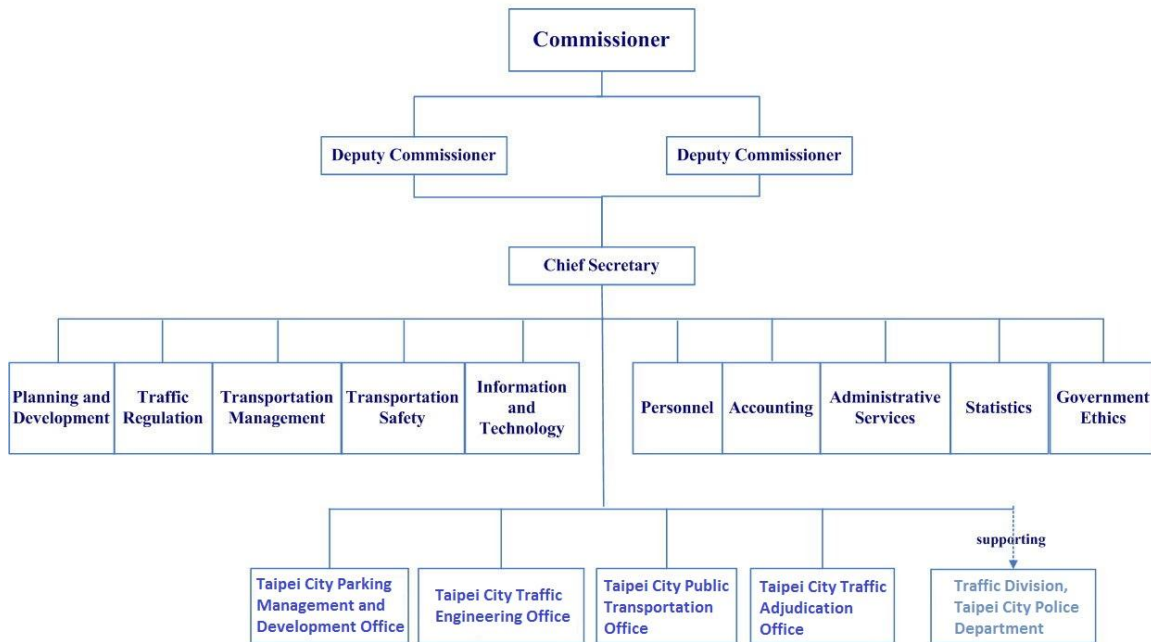 Commissioner
Deputy Commissioner
Deputy Commissioner
Chief Secretary
Planning and
Development
Traffic
Regulation
Transportation
Management
Transportation
Safety
Information
and
Technology
Personnel
Accounting
Administrative
Services
Statistics
Government
Ethics
supporting
Taipei City Parking
Management and
Development Office
Taipei City Traffic
Engineering Office
Taipei City Public
Transportation
Office
Taipei City Traffic
Adjudication
Office
Traffic Division,
Taipei City Police
Department